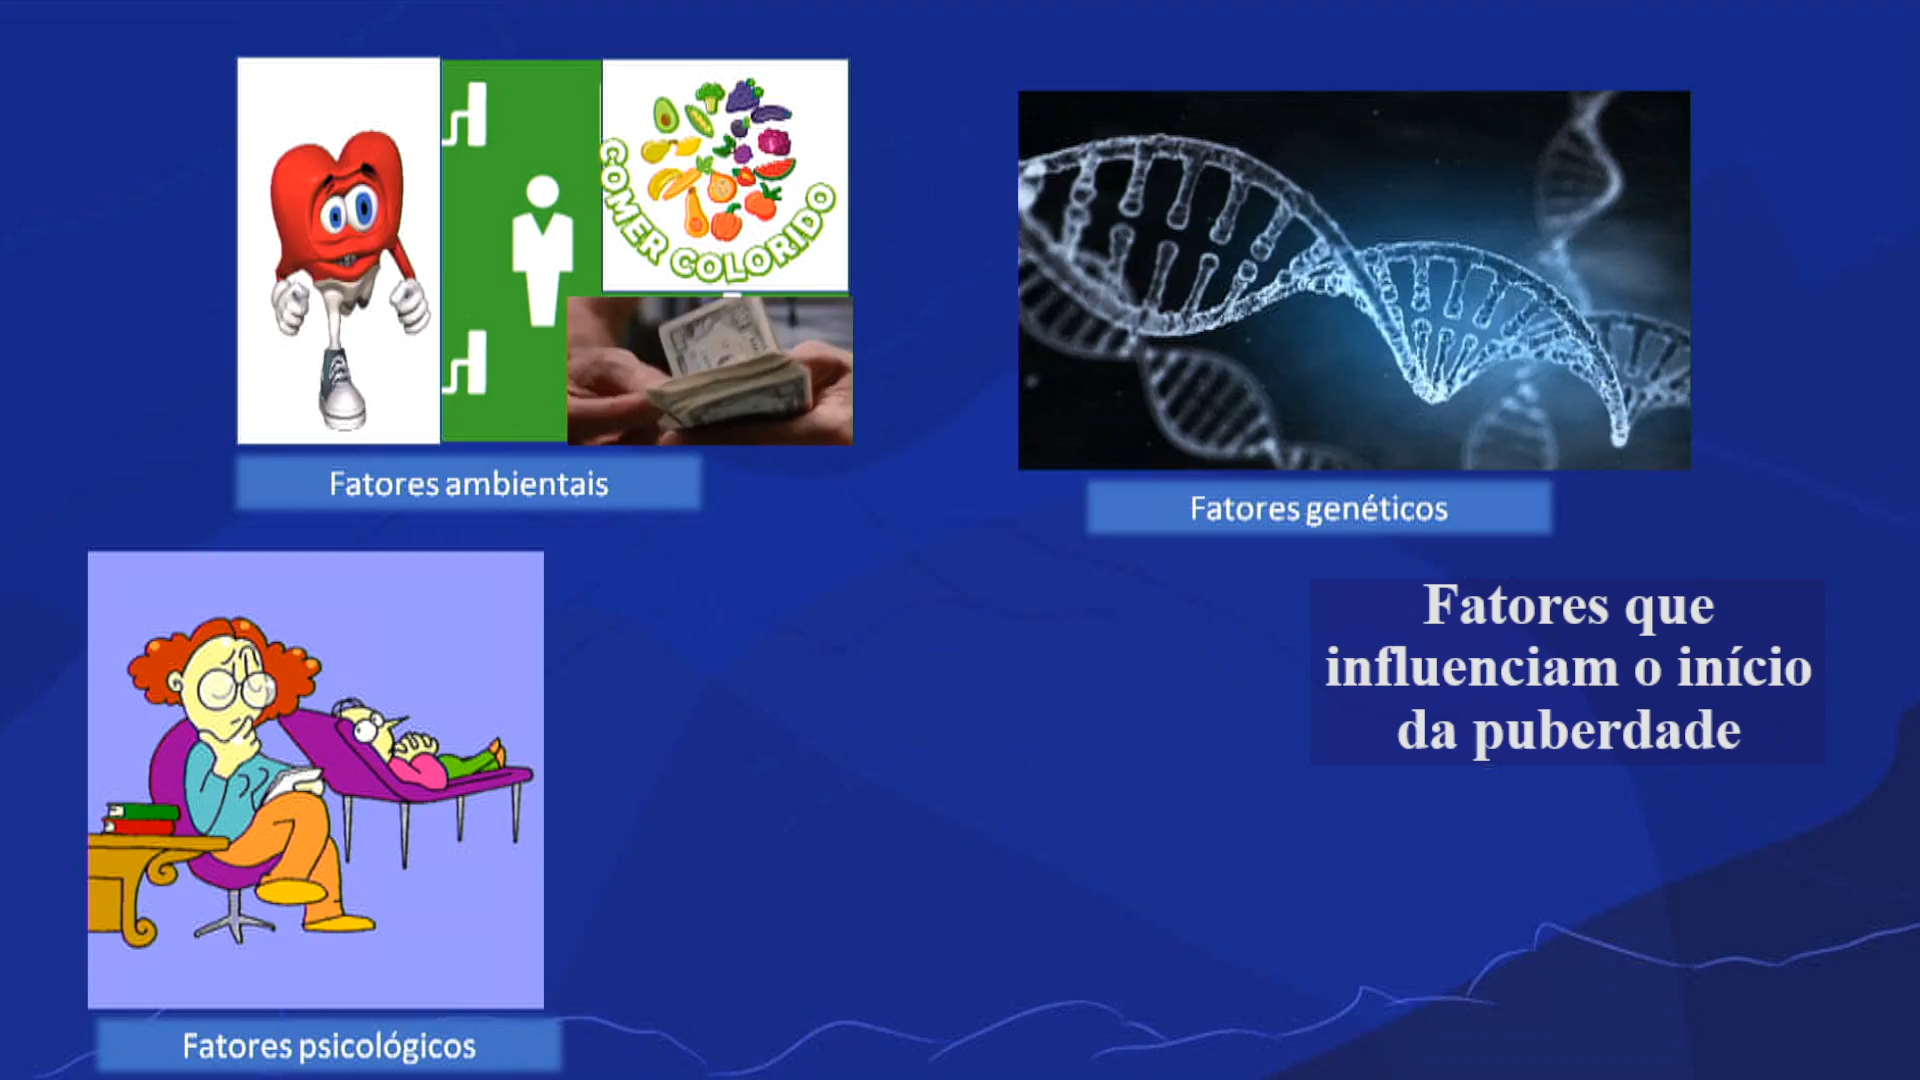 COMER COLORIDO
Fatores ambientais
Fatores genéticos
Fatores que
influenciam o início
da puberdade
Fatores psicológicos